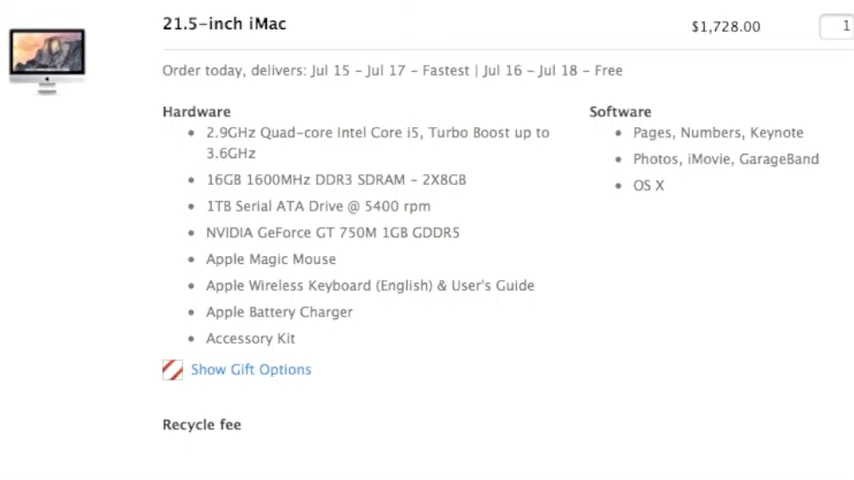 21.5-inch iMac
$1,728.00
1
Order today, delivers: Jul 15 – Jul 17 – Fastest | Jul 16 – Jul 18 – Free
Hardware
• 2.9GHz Quad-core Intel Core i5, Turbo Boost up to
3.6GHz
• 16GB 1600MHz DDR3 SDRAM – 2X8GB
• 1TB Serial ATA Drive @ 5400 rpm
• NVIDIA GeForce GT 750M 1GB GDDR5
• Apple Magic Mouse
• Apple Wireless Keyboard (English) & User's Guide
• Apple Battery Charger
• Accessory Kit
Software
• Pages, Numbers, Keynote
• Photos, iMovie, GarageBand
• OS X
Show Gift Options
Recycle fee